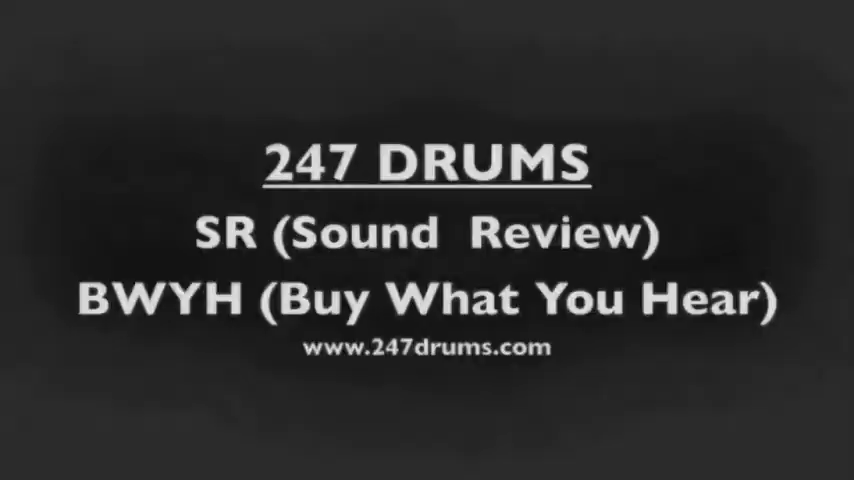 247 DRUMS
SR (Sound Review)
BWYH (Buy What You Hear)
www.247drums.com